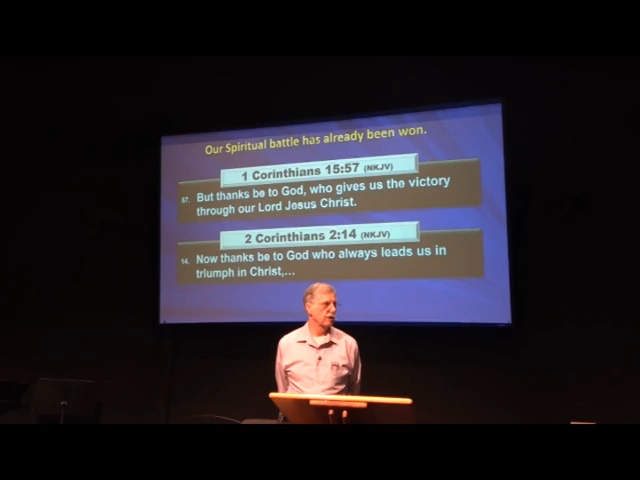 Our Spiritual battle has already been won.
1 Corinthians 15:57 (NKJV)
57. But thanks be to God, who gives us the victory
through our Lord Jesus Christ.
2 Corinthians 2:14 (NKJV)
14. Now thanks be to God who always leads us in
triumph in Christ,...